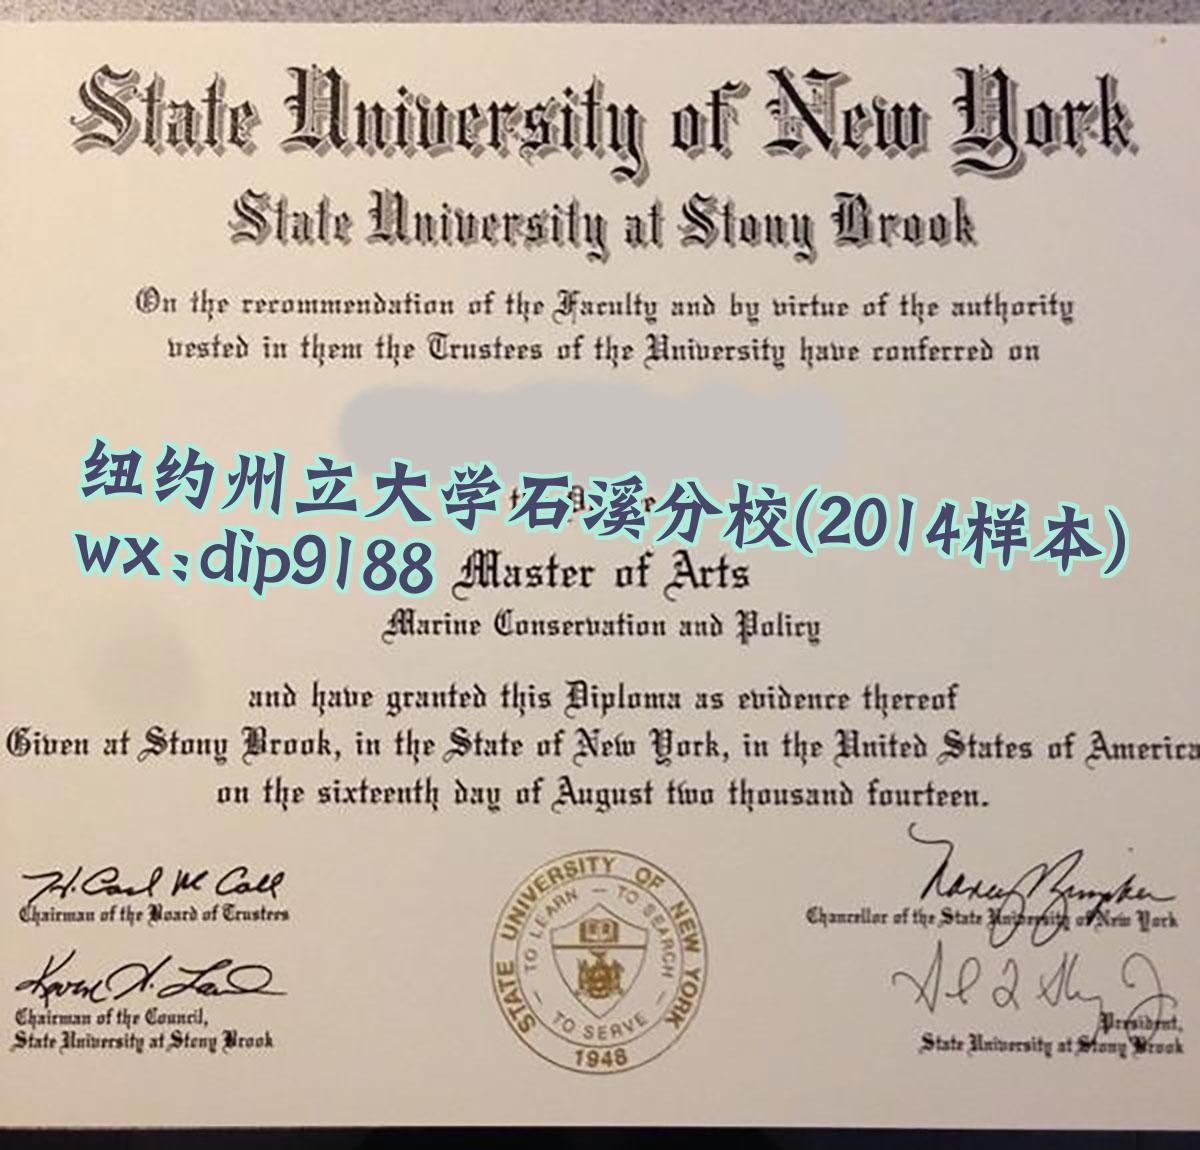 State University of New York
State University at Stony Brook
On the recommendation of the Faculty and by virtue of the authority
vested in them the Trustees of the University have conferred on
纽约州立大学石溪分校(2014样本)
wx:dip9188
Master of Arts
Marine Conservation and Policy
and have granted this Diploma as evidence thereof
Given at Stony Brook, in the State of New York, in the United States of America
on the sixteenth day of August two thousand fourteen.
H. Carl McCall
Chairman of the Board of Trustees
Chancellor of the State University of New York
Chairman of the Council,
State University at Stony Brook
President,
State University at Stony Brook
STATE UNIVERSITY OF NEW YORK
TO LEARN — TO SEARCH — TO SERVE
1948